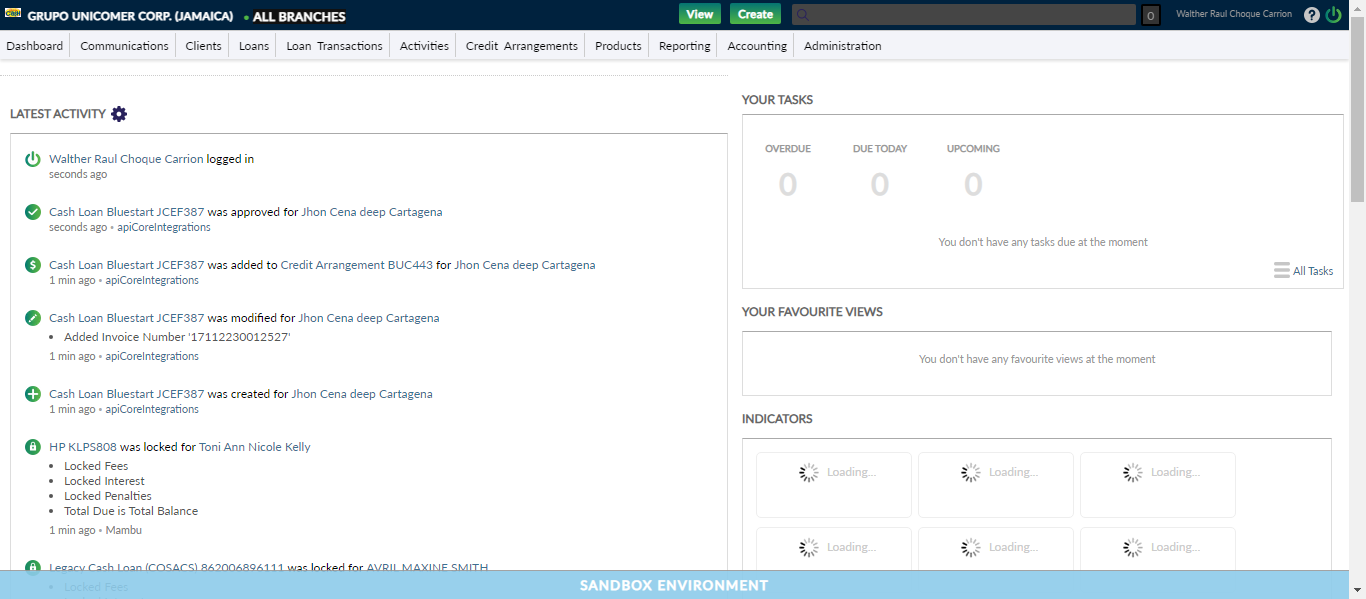 GRUPO UNICOMER CORP. (JAMAICA) • ALL BRANCHES
View Create 0 Walther Raul Choque Carrion ?
Dashboard Communications Clients Loans Loan Transactions Activities Credit Arrangements Products Reporting Accounting Administration
LATEST ACTIVITY
Walther Raul Choque Carrion logged in
seconds ago
Cash Loan Bluestart JCEF387 was approved for Jhon Cena deep Cartagena
seconds ago • apiCoreIntegrations
Cash Loan Bluestart JCEF387 was added to Credit Arrangement BUC443 for Jhon Cena deep Cartagena
1 min ago • apiCoreIntegrations
Cash Loan Bluestart JCEF387 was modified for Jhon Cena deep Cartagena
• Added Invoice Number '17112230012527'
1 min ago • apiCoreIntegrations
Cash Loan Bluestart JCEF387 was created for Jhon Cena deep Cartagena
1 min ago • apiCoreIntegrations
HP KLPS808 was locked for Toni Ann Nicole Kelly
• Locked Fees
• Locked Interest
• Locked Penalties
• Total Due is Total Balance
1 min ago • Mambu
Legacy Cash Loan (COSACS) 862006896111 was locked for AVRIL MAXINE SMITH
• Locked Fees
YOUR TASKS
OVERDUE DUE TODAY UPCOMING
0 0 0
You don't have any tasks due at the moment
All Tasks
YOUR FAVOURITE VIEWS
You don't have any favourite views at the moment
INDICATORS
Loading... Loading... Loading...
Loading... Loading... Loading...
SANDBOX ENVIRONMENT